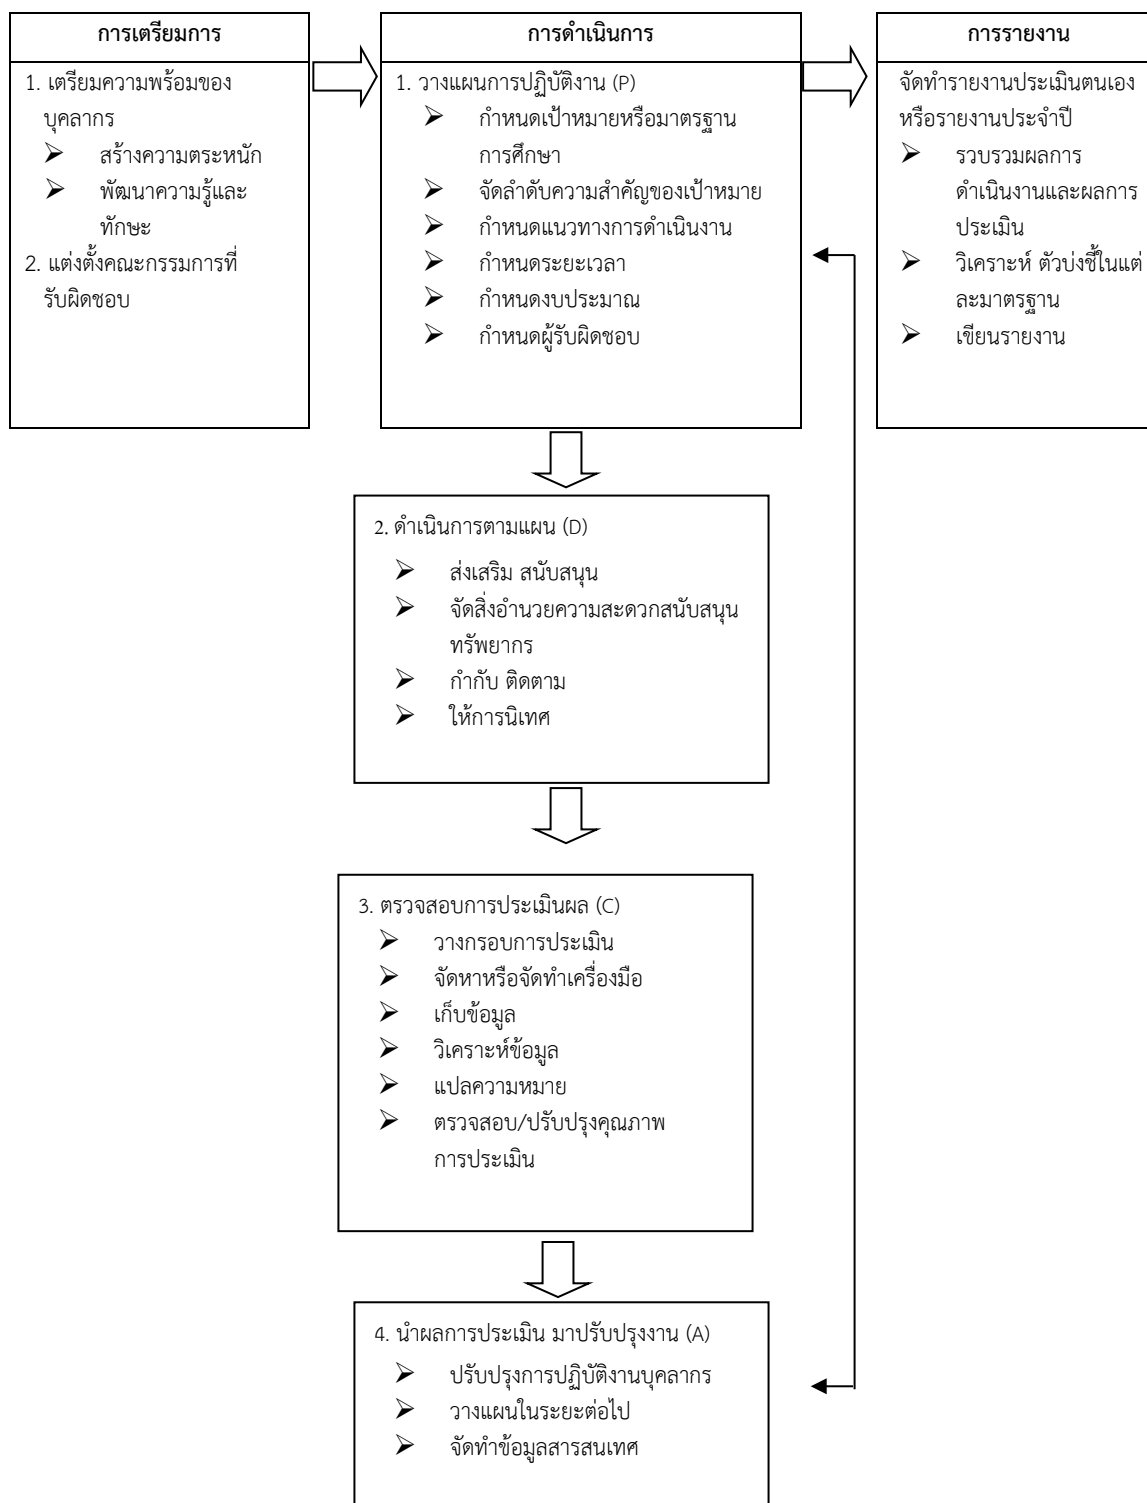 การเตรียมการ
1. เตรียมความพร้อมของ
บุคลากร
➢ สร้างความตระหนัก
➢ พัฒนาความรู้และ
ทักษะ
2. แต่งตั้งคณะกรรมการที่
รับผิดชอบ
การดำเนินการ
1. วางแผนการปฏิบัติงาน (P)
➢ กำหนดเป้าหมายหรือมาตรฐาน
การศึกษา
➢ จัดลำดับความสำคัญของเป้าหมาย
➢ กำหนดแนวทางการดำเนินงาน
➢ กำหนดระยะเวลา
➢ กำหนดงบประมาณ
➢ กำหนดผู้รับผิดชอบ
การรายงาน
จัดทำรายงานประเมินตนเอง
หรือรายงานประจำปี
➢ รวบรวมผลการ
ดำเนินงานและผลการ
ประเมิน
➢ วิเคราะห์ ตัวบ่งชี้ในแต่
ละมาตรฐาน
➢ เขียนรายงาน
2. ดำเนินการตามแผน (D)
➢ ส่งเสริม สนับสนุน
➢ จัดสิ่งอำนวยความสะดวกสนับสนุน
ทรัพยากร
➢ กำกับ ติดตาม
➢ ให้การนิเทศ
3. ตรวจสอบการประเมินผล (C)
➢ วางกรอบการประเมิน
➢ จัดหาหรือจัดทำเครื่องมือ
➢ เก็บข้อมูล
➢ วิเคราะห์ข้อมูล
➢ แปลความหมาย
➢ ตรวจสอบ/ปรับปรุงคุณภาพ
การประเมิน
4. นำผลการประเมิน มาปรับปรุงงาน (A)
➢ ปรับปรุงการปฏิบัติงานบุคลากร
➢ วางแผนในระยะต่อไป
➢ จัดทำข้อมูลสารสนเทศ